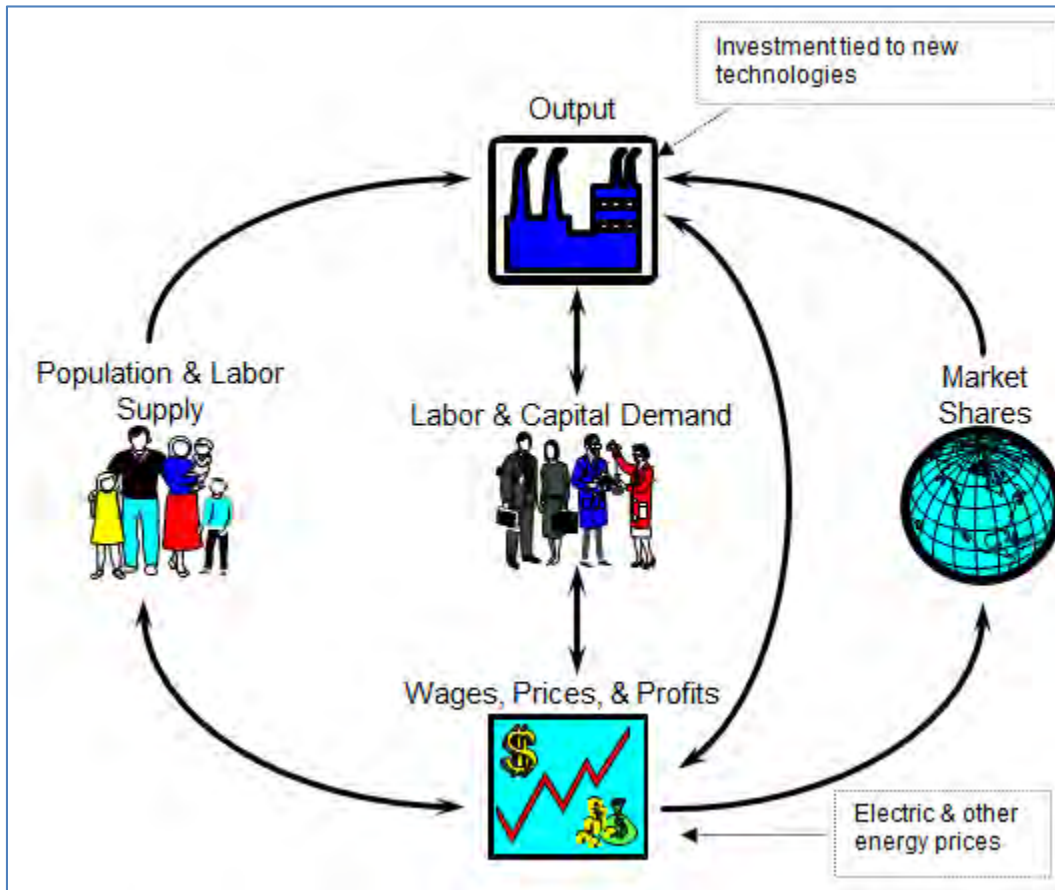 Investment tied to new
technologies
Output
Population & Labor
Supply
Labor & Capital Demand
Market
Shares
Wages, Prices, & Profits
$
Electric & other
energy prices